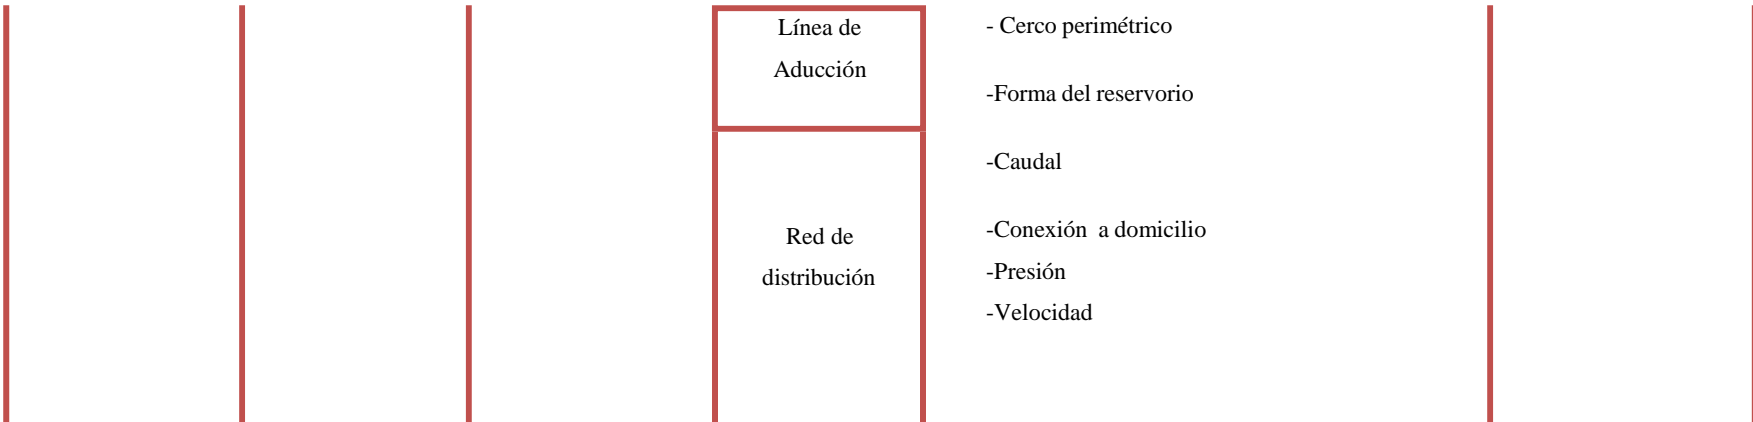 Línea de
Aducción
Red de
distribución
- Cerco perimétrico
-Forma del reservorio
-Caudal
-Conexión  a domicilio
-Presión
-Velocidad